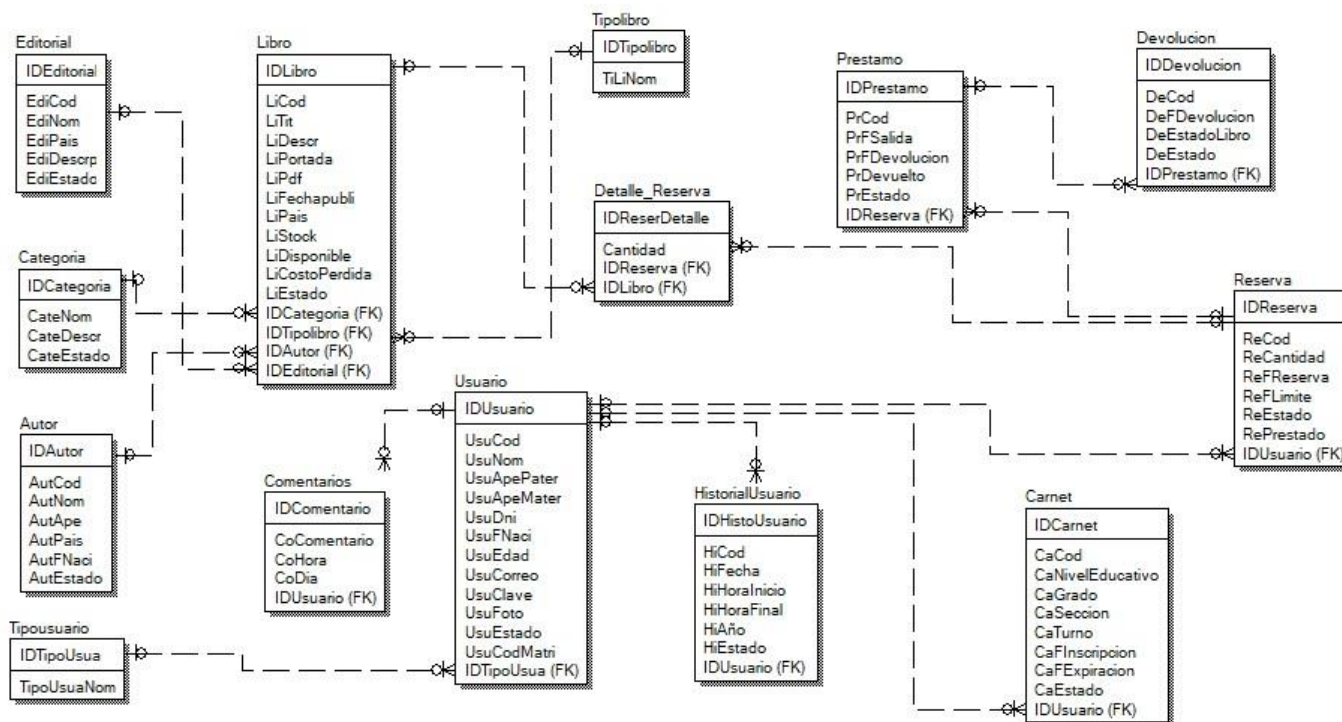 Editorial
IDEditorial
EdiCod
EdiNom
EdiPais
EdiDescrp
EdiEstado
Libro
IDLibro
LiCod
LiTit
LiDescr
LiPortada
LiPdf
LiFechapubli
LiPais
LiStock
LiDisponible
LiCostoPerdida
LiEstado
IDCategoria (FK)
IDTipolibro (FK)
IDAutor (FK)
IDEditorial (FK)
Tipolibro
IDTipolibro
TiLiNom
Prestamo
IDPrestamo
PrCod
PrFSalida
PrFDevolucion
PrDevuelto
PrEstado
IDReserva (FK)
Devolucion
IDDevolucion
DeCod
DeFDevolucion
DeEstadoLibro
DeEstado
IDPrestamo (FK)
Detalle_Reserva
IDReserDetalle
Cantidad
IDReserva (FK)
IDLibro (FK)
Categoria
IDCategoria
CateNom
CateDescr
CateEstado
Reserva
IDReserva
ReCod
ReCantidad
ReFReserva
ReFLimite
ReEstado
RePrestado
IDUsuario (FK)
Autor
IDAutor
AutCod
AutNom
AutApe
AutPais
AutFNaci
AutEstado
Usuario
IDUsuario
UsuCod
UsuNom
UsuApePater
UsuApeMater
UsuDni
UsuFNaci
UsuEdad
UsuCorreo
UsuClave
UsuFoto
UsuEstado
UsuCodMatri
IDTipoUsua (FK)
Comentarios
IDComentario
CoComentario
CoHora
CoDia
IDUsuario (FK)
HistorialUsuario
IDHistoUsuario
HiCod
HiFecha
HiHoraInicio
HiHoraFinal
HiAño
HiEstado
IDUsuario (FK)
Carnet
IDCarnet
CaCod
CaNivelEducativo
CaGrado
CaSeccion
CaTurno
CaFInscripcion
CaFExpiracion
CaEstado
IDUsuario (FK)
Tipousuario
IDTipoUsua
TipoUsuaNom